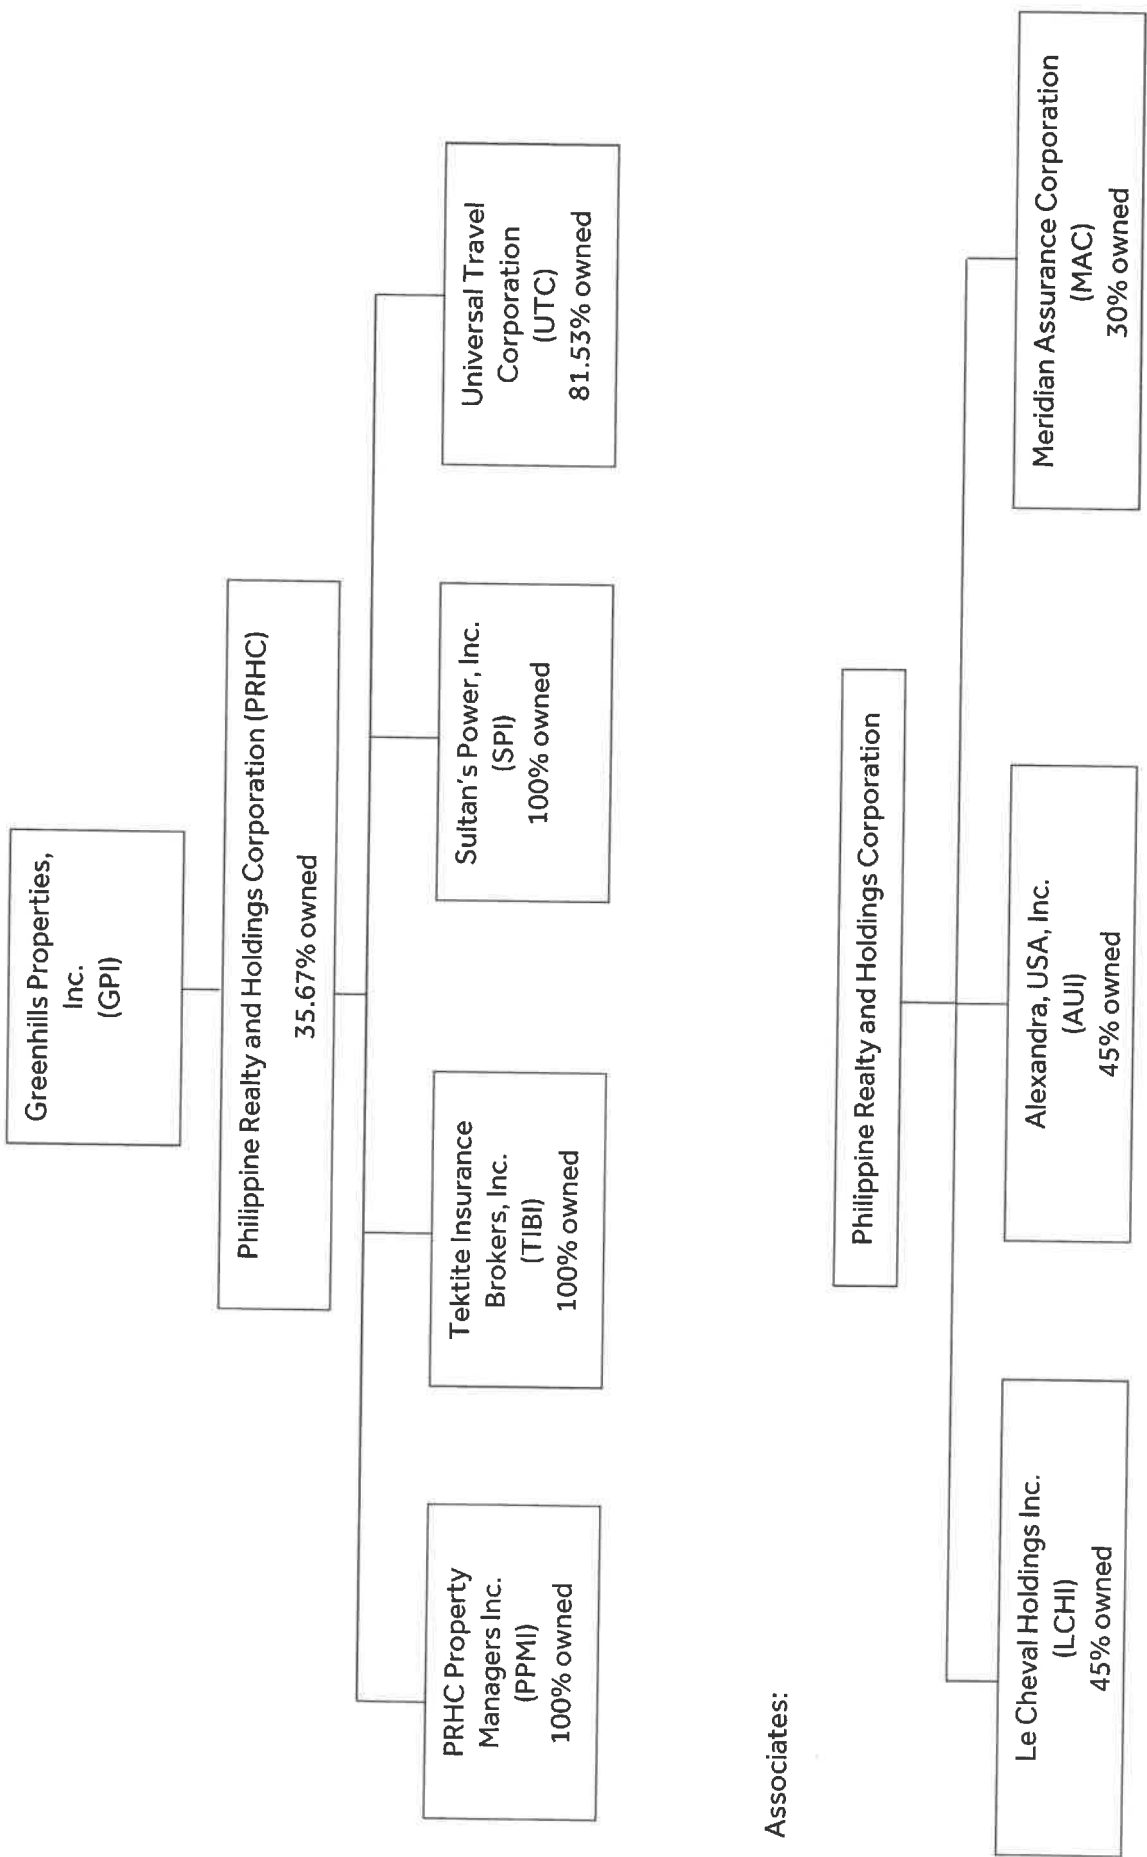 Greenhills Properties,
Inc.
(GPI)
Philippine Realty and Holdings Corporation (PRHC)
35.67% owned
PRHC Property
Managers Inc.
(PPMI)
100% owned
Tektite Insurance
Brokers, Inc.
(TIBI)
100% owned
Sultan's Power, Inc.
(SPI)
100% owned
Universal Travel
Corporation
(UTC)
81.53% owned
Associates:
Philippine Realty and Holdings Corporation
Le Cheval Holdings Inc.
(LCHI)
45% owned
Alexandra, USA, Inc.
(AUI)
45% owned
Meridian Assurance Corporation
(MAC)
30% owned